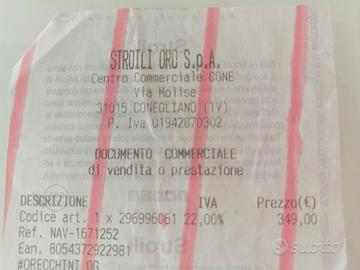 STROILI ORO S.p.A.
Centro Commerciale CONE'
Via Molise
31015 CONEGLIANO (TV)
P. Iva 01942870302
DOCUMENTO COMMERCIALE
di vendita o prestazione
DESCRIZIONE IVA Prezzo(€)
Codice art. 1 x 296996061 22,00% 349,00
Ref. NAV-1671252
Ean. 8054372922981
#ORECCHINI OG
subito